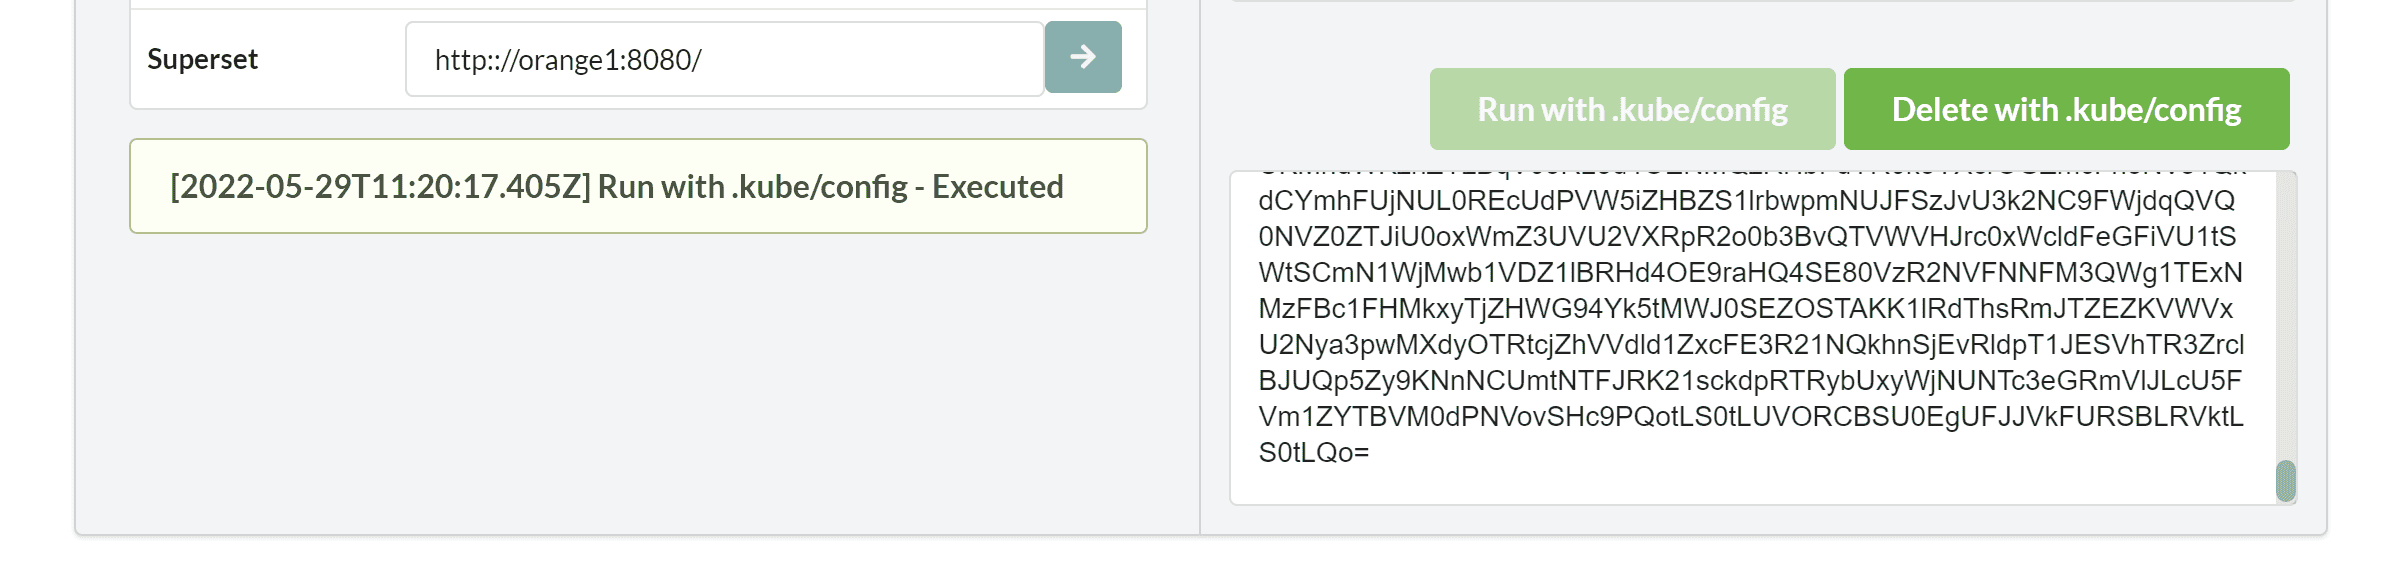 Superset
http:://orange1:8080/
[2022-05-29T11:20:17.405Z] Run with .kube/config - Executed
Run with .kube/config
Delete with .kube/config
dCYmhFUjNUL0REcUdPVW5iZHBZS1lrbwpmNUJFSzJvU3k2NC9FWjdqQVQ
0NVZ0ZTJiU0oxWmZ3UVU2VXRpR2o0b3BvQTVWVHJrc0xWcldFeGFiVU1tS
WtSCmN1WjMwb1VDZ1lBRHd4OE9raHQ4SE80VzR2NVFNNFM3QWg1TExN
MzFBc1FHMkxyTjZHWG94Yk5tMWJ0SEZOSTAKK1lRdThsRmJTZEZKVWVx
U2Nya3pwMXdyOTRtcjZhVVdld1ZxcFE3R21NQkhnSjEvRldpT1JESVhTR3Zrcl
BJUQp5Zy9KNnNCUmtNTFJRK21sckdpRTRybUxyWjNUNTc3eGRmVlJLcU5F
Vm1ZYTBVM0dPNVovSHc9PQotLS0tLUVORCBSU0EgUFJJVkFURSBLRVktL
S0tLQo=